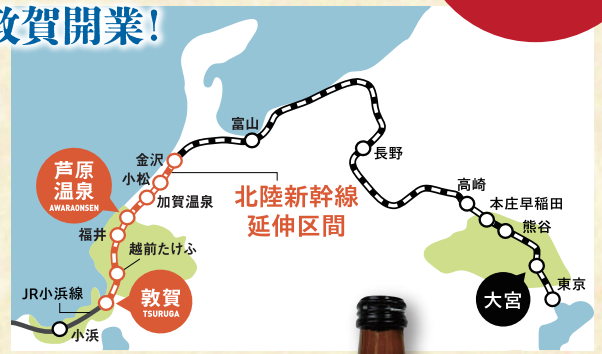 敦賀開業!
富山
長野
金沢
小松
加賀温泉
芦原
温泉
AWARAONSEN
北陸新幹線
延伸区間
高崎
本庄早稲田
熊谷
福井
越前たけふ
JR小浜線
敦賀
TSURUGA
大宮
東京
小浜